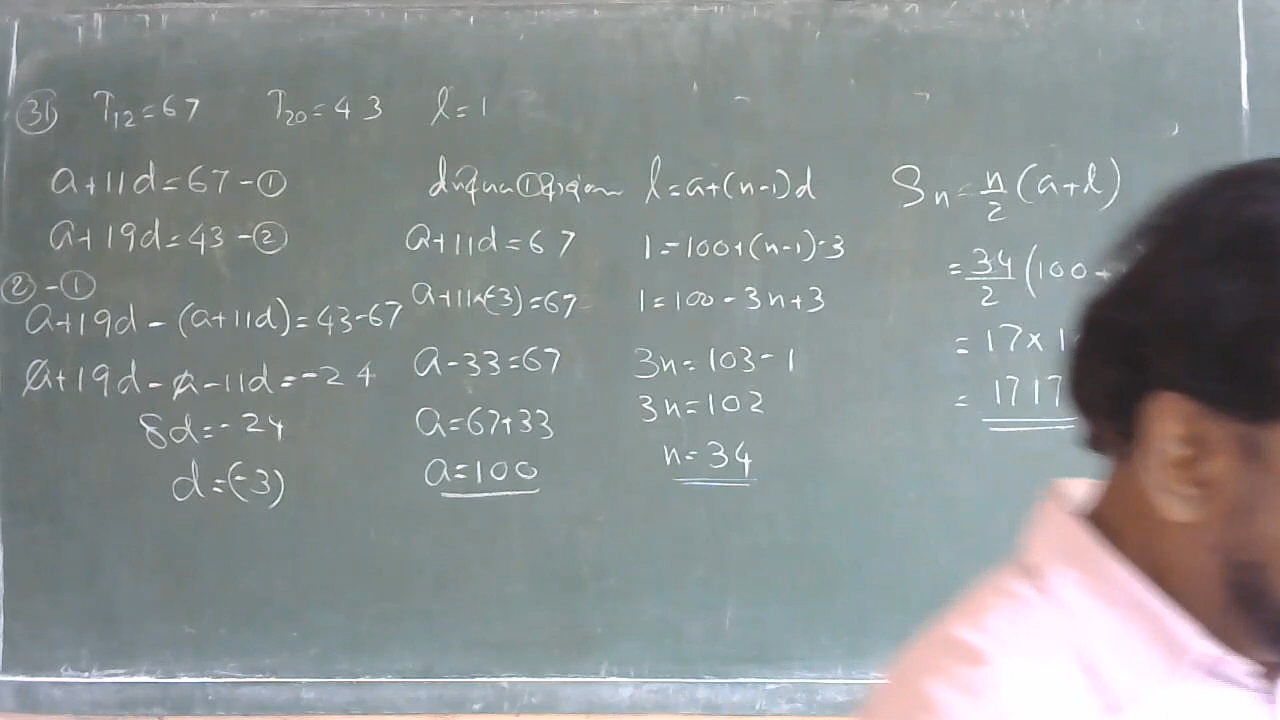 31 T₁₂=67 T₂₀=43 l=1
a+11d=67-①
a+19d=43-②
②-①
a+19d-(a+11d)=43-67
a+19d-a-11d=-24
8d=-24
d=(-3)
a+11d=67
a+11×(-3)=67
a-33=67
a=67+33
a=100
l=a+(n-1)d
1=100+(n-1)-3
1=100-3n+3
3n=103-1
3n=102
n=34
Sn=n/2(a+l)
=34/2(100+
=17×1
=1717